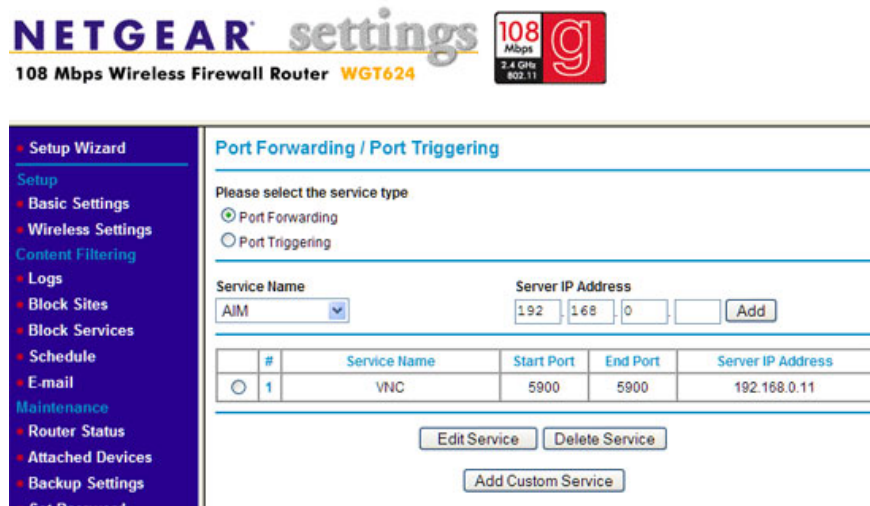 NETGEAR settings
108 Mbps Wireless Firewall Router WGT624
108
Mbps
2.4 GHz
802.11
g
Setup Wizard
Setup
Basic Settings
Wireless Settings
Content Filtering
Logs
Block Sites
Block Services
Schedule
E-mail
Maintenance
Router Status
Attached Devices
Backup Settings
Set Password
Port Forwarding / Port Triggering
Please select the service type
Port Forwarding
Port Triggering
Service Name Server IP Address
AIM 192 . 168 . 0 . Add
# Service Name Start Port End Port Server IP Address
1 VNC 5900 5900 192.168.0.11
Edit Service Delete Service
Add Custom Service